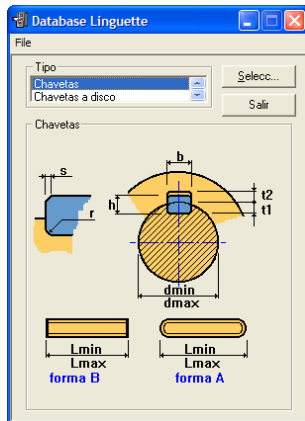 Database Linguette
File
Tipo
Chavetas
Chavetas a disco
Selecc...
Salir
Chavetas
s
r
b
h
t2
t1
dmin
dmax
Lmin
Lmax
forma B
Lmin
Lmax
forma A